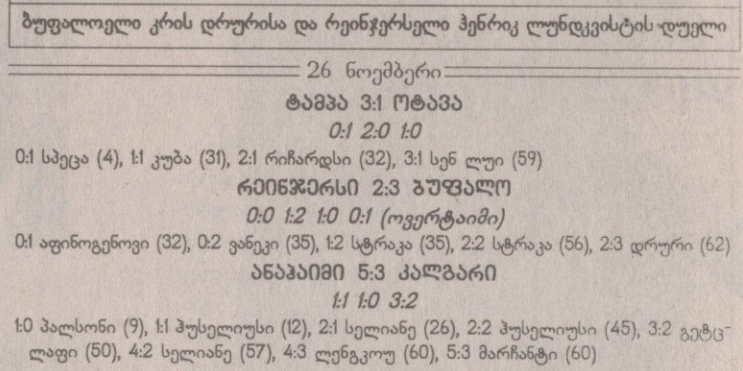 ბუფალოელი კრის დრურისა და რეინჯერსელი ჰენრიკ ლუნდკვისტის დუელი
26 ნოემბერი
ტამპა 3:1 ოტავა
0:1 2:0 1:0
0:1 სპეცა (4), 1:1 კუბა (31), 2:1 რიჩარდსი (32), 3:1 სენ ლუი (59)
რეინჯერსი 2:3 ბუფალო
0:0 1:2 1:0 0:1 (ოვერტაიმი)
0:1 აფინოგენოვი (32), 0:2 ვანეკი (35), 1:2 სტრაკა (35), 2:2 სტრაკა (56), 2:3 დრური (62)
ანაჰაიმი 5:3 კალგარი
1:1 1:0 3:2
1:0 პალსონი (9), 1:1 ჰუსელიუსი (12), 2:1 სელიანე (26), 2:2 ჰუსელიუსი (45), 3:2 გეტც-
ლაფი (50), 4:2 სელიანე (57), 4:3 ლენგკოუ (60), 5:3 მარჩანტი (60)